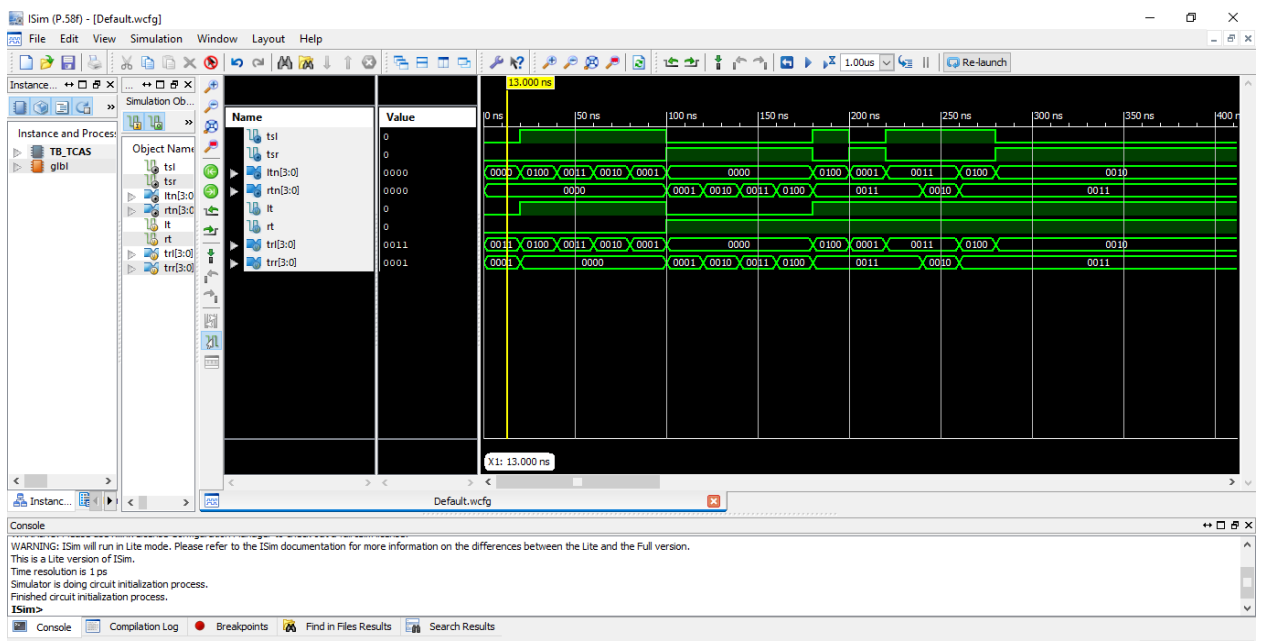 ISim (P.58f) - [Default.wcfg]
File Edit View Simulation Window Layout Help
1.00us Re-launch
Instance...
...
Simulation Ob...
Instance and Process
TB_TCAS
glbl
Object Name
tsl
tsr
ltn[3:0
rtn[3:0
lt
rt
trl[3:0]
trr[3:0]
Name Value
tsl 0
tsr 0
ltn[3:0] 0000
rtn[3:0] 0000
lt 0
rt 0
trl[3:0] 0011
trr[3:0] 0001
13.000 ns
0 ns 50 ns 100 ns 150 ns 200 ns 250 ns 300 ns 350 ns 400 n
0000 0100 0011 0010 0001 0000 0100 0001 0011 0100 0010
0000 0001 0010 0011 0100 0011 0010 0011
0011 0100 0011 0010 0001 0000 0100 0001 0011 0100 0010
0001 0000 0001 0010 0011 0100 0011 0010 0011
X1: 13.000 ns
Instanc...
Default.wcfg
Console
WARNING: ISim will run in Lite mode. Please refer to the ISim documentation for more information on the differences between the Lite and the Full version.
This is a Lite version of ISim.
Time resolution is 1 ps
Simulator is doing circuit initialization process.
Finished circuit initialization process.
ISim>
Console Compilation Log Breakpoints Find in Files Results Search Results